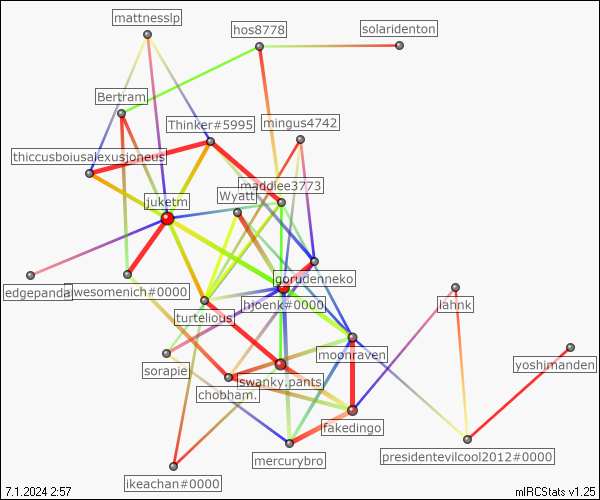 mattnesslp
hos8778
solaridenton
Bertram
Thinker#5995
mingus4742
thiccusboiusalexusjoneus
maddiee3773
Wyatt
juketm
gorudenneko
edgepanda
awesomenich#0000
hjoenk#0000
lahnk
turtelious
moonraven
sorapie
swanky.pants
yoshimanden
chobham.
fakedingo
mercurybro
presidentevilcool2012#0000
ikeachan#0000
7.1.2024 2:57
mIRCStats v1.25